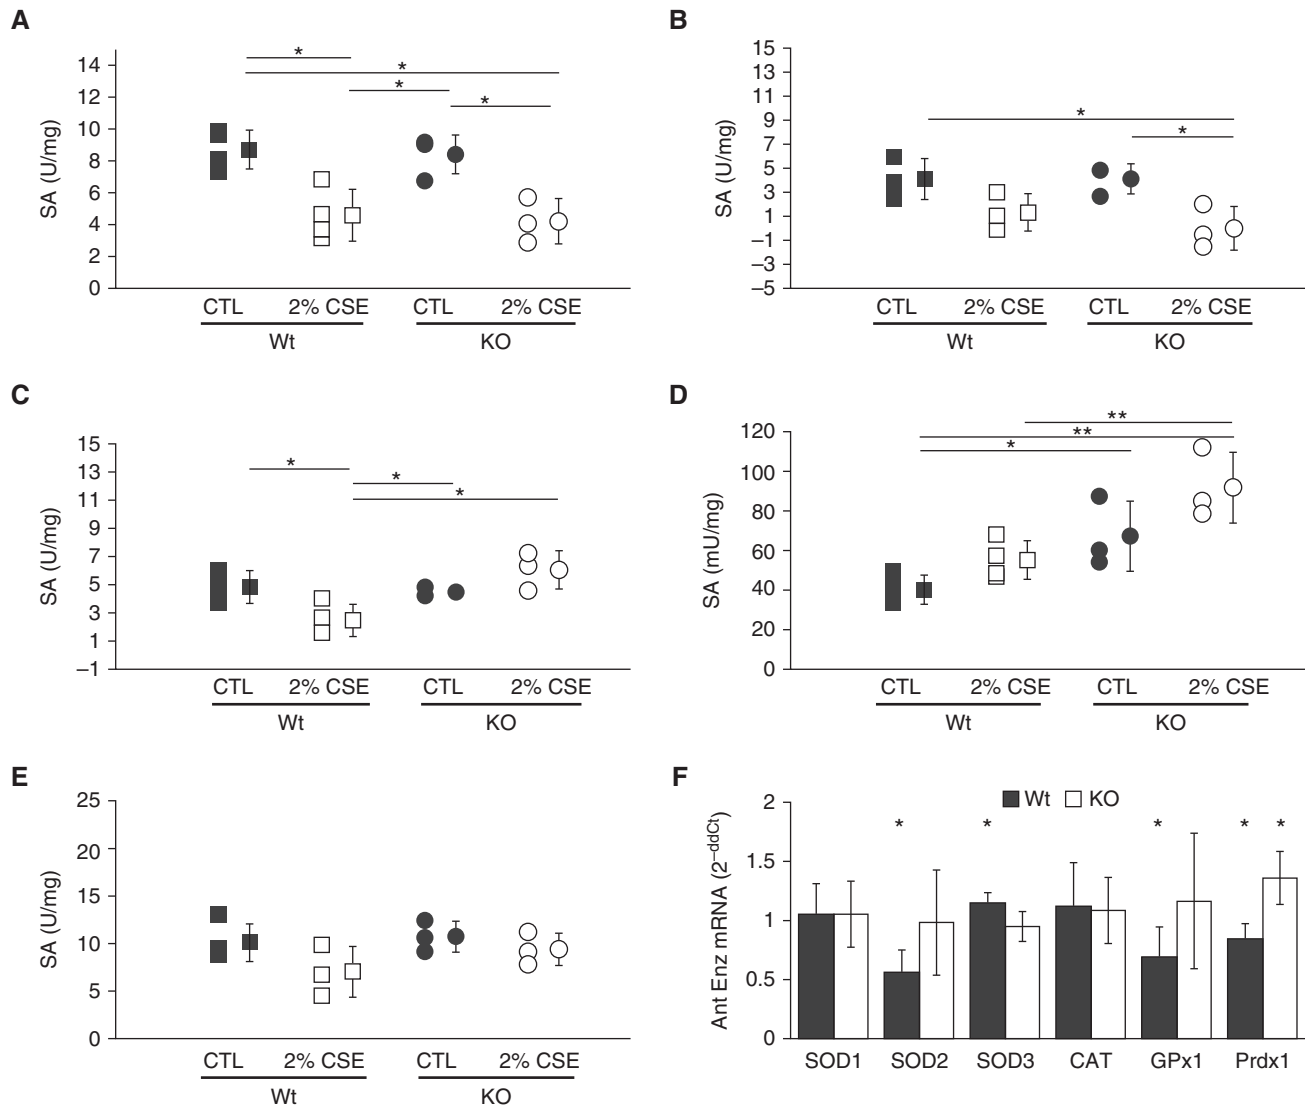 A
SA (U/mg)
14
12
10
8
6
4
2
0
*
*
*
*
CTL 2% CSE CTL 2% CSE
Wt KO
B
SA (U/mg)
15
13
11
9
7
5
3
1
–1
–3
–5
*
*
CTL 2% CSE CTL 2% CSE
Wt KO
C
SA (U/mg)
15
13
11
9
7
5
3
1
–1
*
*
*
CTL 2% CSE CTL 2% CSE
Wt KO
D
SA (mU/mg)
120
100
80
60
40
20
0
**
**
*
CTL 2% CSE CTL 2% CSE
Wt KO
E
SA (U/mg)
25
20
15
10
5
0
CTL 2% CSE CTL 2% CSE
Wt KO
F
Ant Enz mRNA (2–ddCt)
2
1.5
1
0.5
0
Wt KO
* * * * *
SOD1 SOD2 SOD3 CAT GPx1 Prdx1